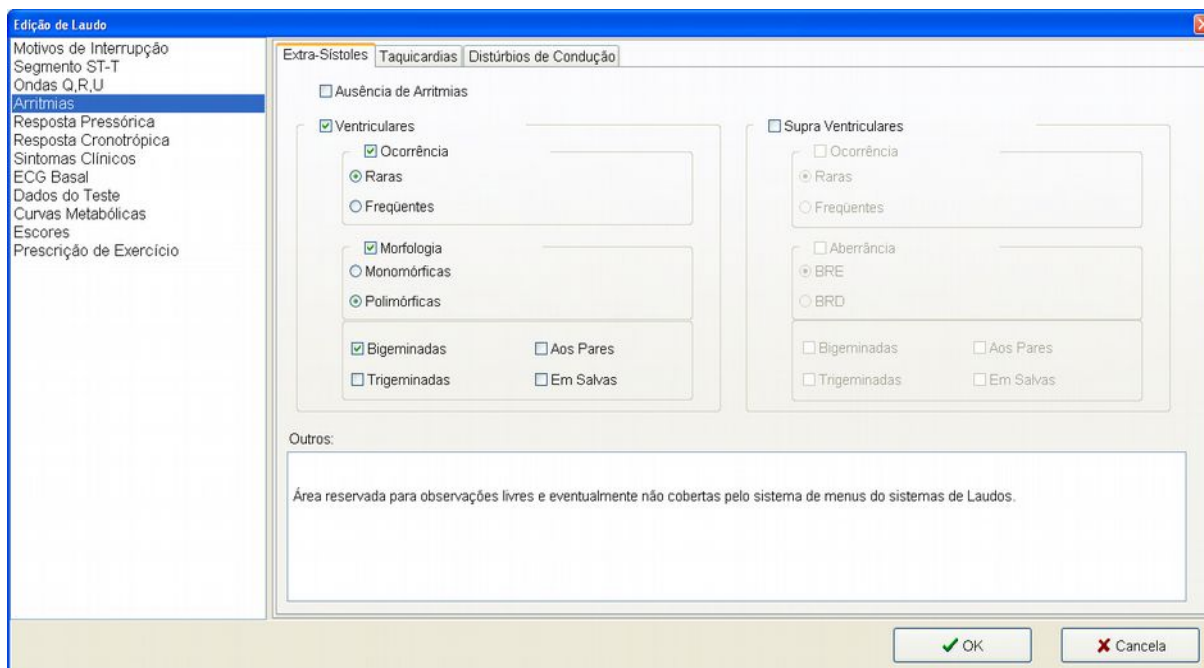 Edição de Laudo
Motivos de Interrupção
Segmento ST-T
Ondas Q,R,U
Arritmias
Resposta Pressórica
Resposta Cronotrópica
Sintomas Clínicos
ECG Basal
Dados do Teste
Curvas Metabólicas
Escores
Prescrição de Exercício
Extra-Sístoles Taquicardias Distúrbios de Condução
Ausência de Arritmias
Ventriculares
Ocorrência
Raras
Freqüentes
Morfologia
Monomórficas
Polimórficas
Bigeminadas Aos Pares
Trigeminadas Em Salvas
Supra Ventriculares
Ocorrência
Raras
Freqüentes
Aberrância
BRE
BRD
Bigeminadas Aos Pares
Trigeminadas Em Salvas
Outros:
Área reservada para observações livres e eventualmente não cobertas pelo sistema de menus do sistemas de Laudos.
OK Cancela